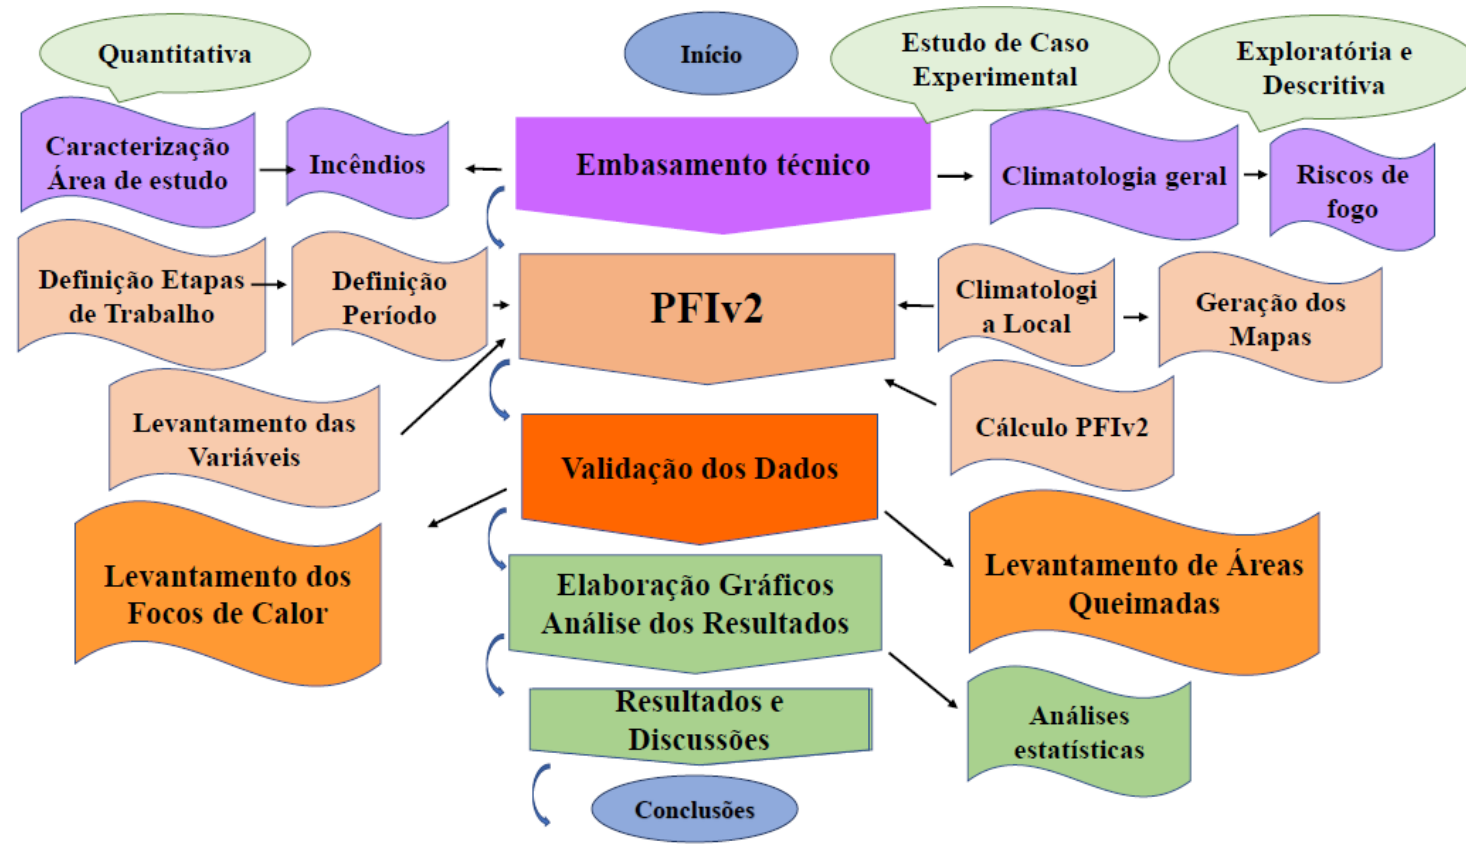 Quantitativa
Início
Estudo de Caso
Experimental
Exploratória e
Descritiva
Caracterização
Área de estudo
Incêndios
Embasamento técnico
Climatologia geral
Riscos de
fogo
Definição Etapas
de Trabalho
Definição
Período
PFIv2
Climatologi
a Local
Geração dos
Mapas
Levantamento das
Variáveis
Cálculo PFIv2
Validação dos Dados
Levantamento dos
Focos de Calor
Levantamento de Áreas
Queimadas
Elaboração Gráficos
Análise dos Resultados
Resultados e
Discussões
Análises
estatísticas
Conclusões